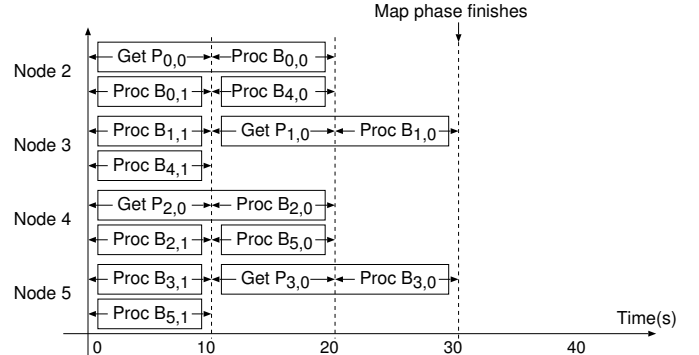 Map phase finishes
Get P0,0 Proc B0,0
Node 2
Proc B0,1 Proc B4,0
Proc B1,1 Get P1,0 Proc B1,0
Node 3
Proc B4,1
Get P2,0 Proc B2,0
Node 4
Proc B2,1 Proc B5,0
Proc B3,1 Get P3,0 Proc B3,0
Node 5
Proc B5,1
Time(s)
0 10 20 30 40